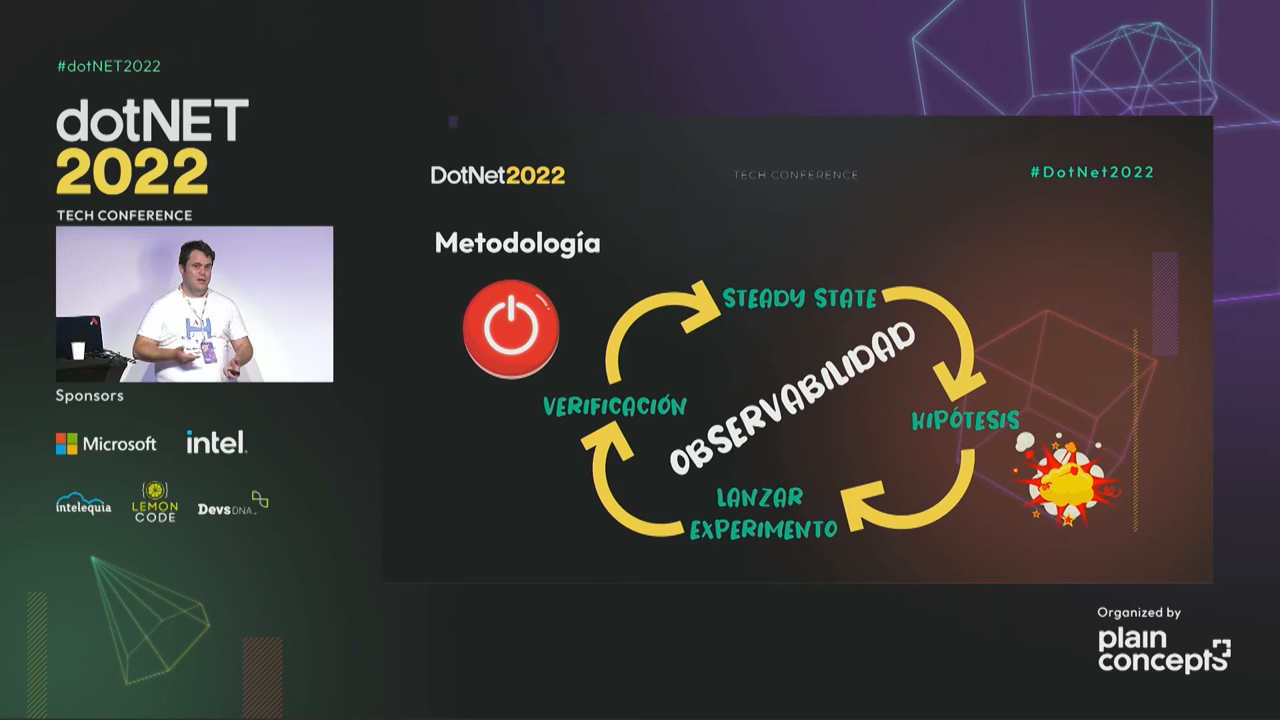 #dotNET2022
dotNET
2022
TECH CONFERENCE
Sponsors
Microsoft
intel.
intelequia
LEMON
CODE
DevsDNA
DotNet2022
TECH CONFERENCE
#DotNet2022
Metodología
STEADY STATE
OBSERVABILIDAD
VERIFICACIÓN
HIPÓTESIS
LANZAR
EXPERIMENTO
Organized by
plain
concepts